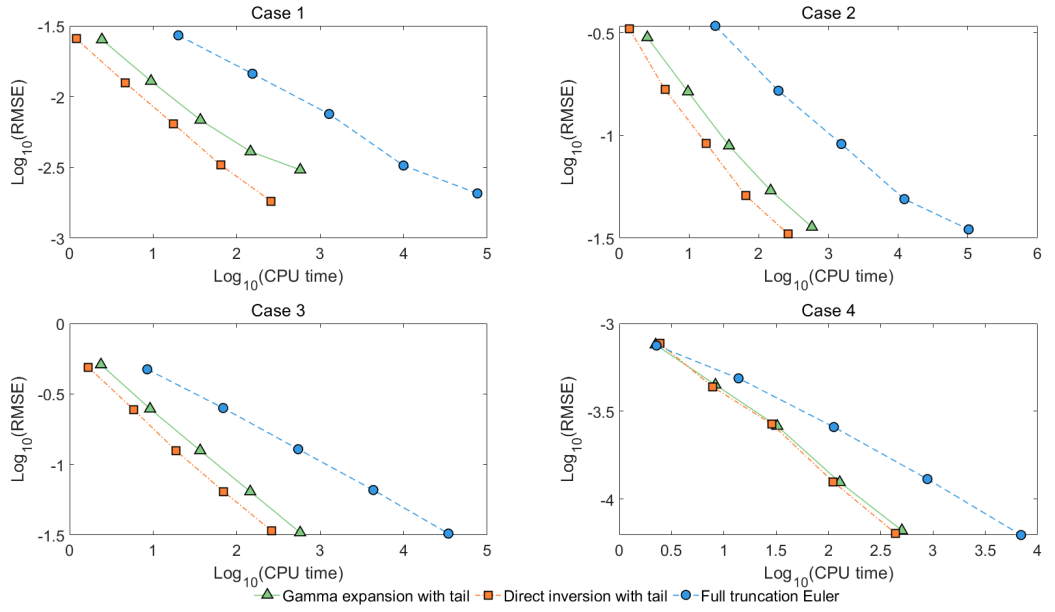 Case 1
-1.5
-2
-2.5
-3
Log10(RMSE)
0 1 2 3 4 5
Log10(CPU time)
Case 2
-0.5
-1
-1.5
Log10(RMSE)
0 1 2 3 4 5 6
Log10(CPU time)
Case 3
0
-0.5
-1
-1.5
Log10(RMSE)
0 1 2 3 4 5
Log10(CPU time)
Case 4
-3
-3.5
-4
Log10(RMSE)
0 0.5 1 1.5 2 2.5 3 3.5 4
Log10(CPU time)
Gamma expansion with tail Direct inversion with tail Full truncation Euler